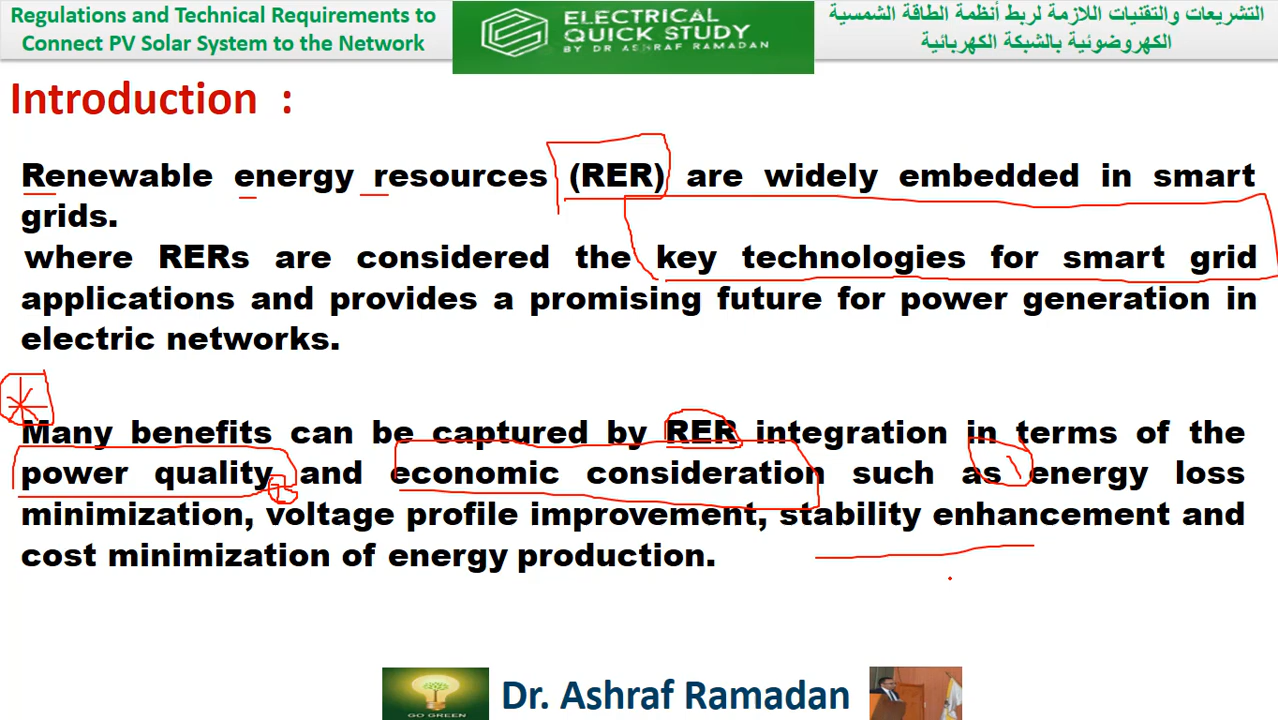 Regulations and Technical Requirements to
Connect PV Solar System to the Network
ELECTRICAL
QUICK STUDY
BY DR ASHRAF RAMADAN
التشريعات والتقنيات اللازمة لربط أنظمة الطاقة الشمسية
الكهروضوئية بالشبكة الكهربائية
Introduction :
Renewable energy resources (RER) are widely embedded in smart
grids.
where RERs are considered the key technologies for smart grid
applications and provides a promising future for power generation in
electric networks.
Many benefits can be captured by RER integration in terms of the
power quality and economic consideration such as energy loss
minimization, voltage profile improvement, stability enhancement and
cost minimization of energy production.
GO GREEN
Dr. Ashraf Ramadan